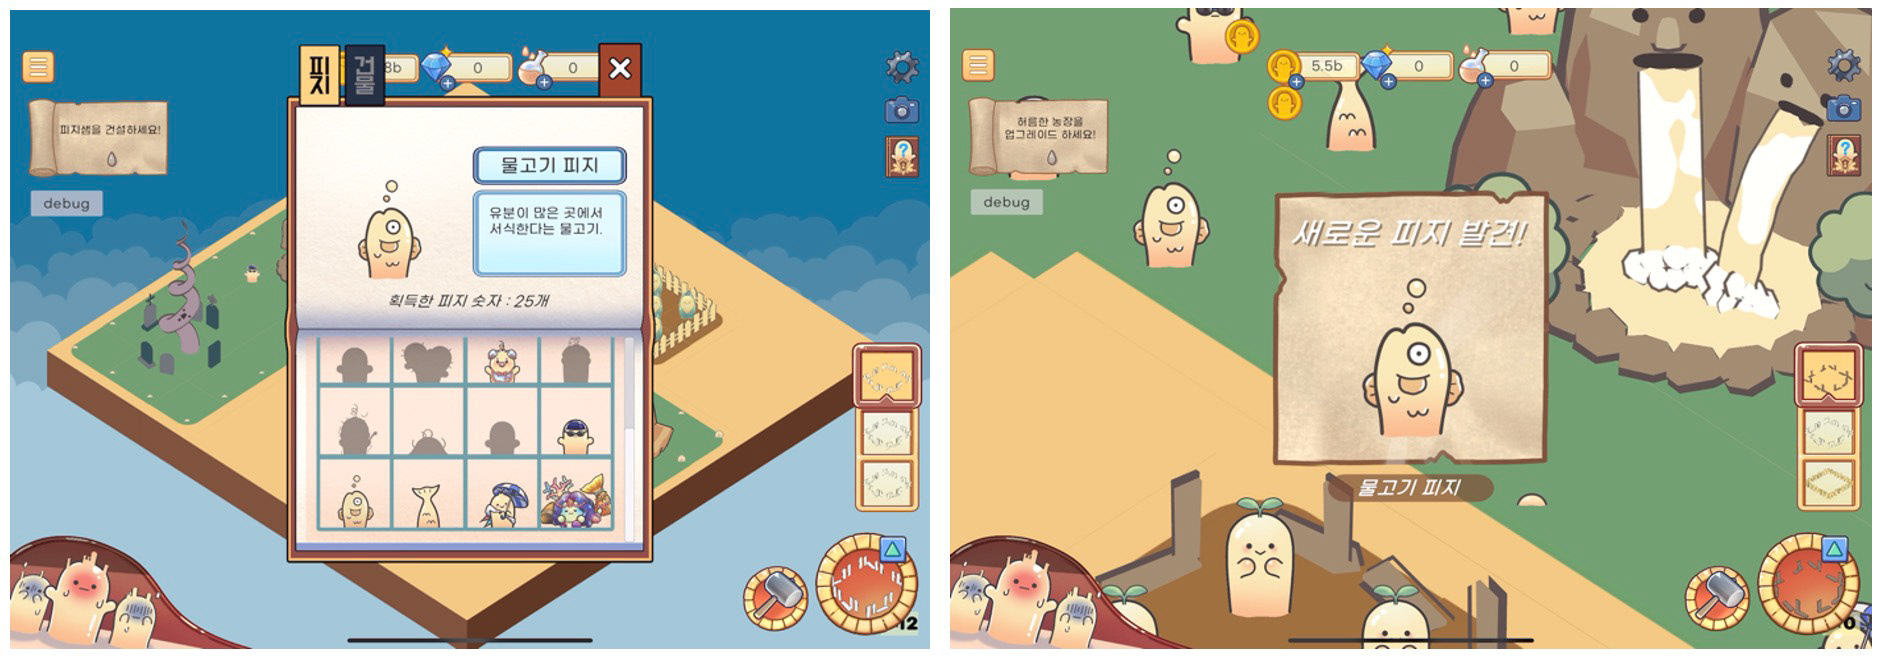 피지
건물
8b
0
0
피지샘을 건설하세요!
debug
물고기 피지
유분이 많은 곳에서
서식한다는 물고기.
획득한 피지 숫자 : 25개
12
5.5b
0
0
허름한 농장을
업그레이드 하세요!
debug
새로운 피지 발견!
물고기 피지
0